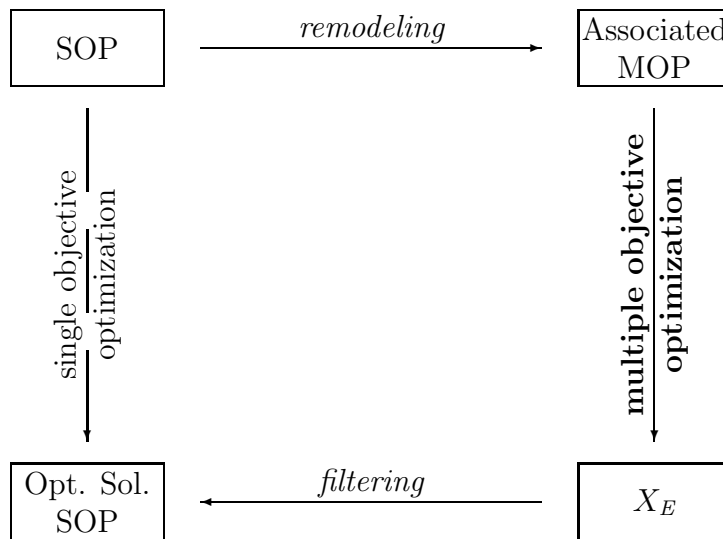 SOP
remodeling
Associated
MOP
single objective
optimization
multiple objective
optimization
Opt. Sol.
SOP
filtering
X_E